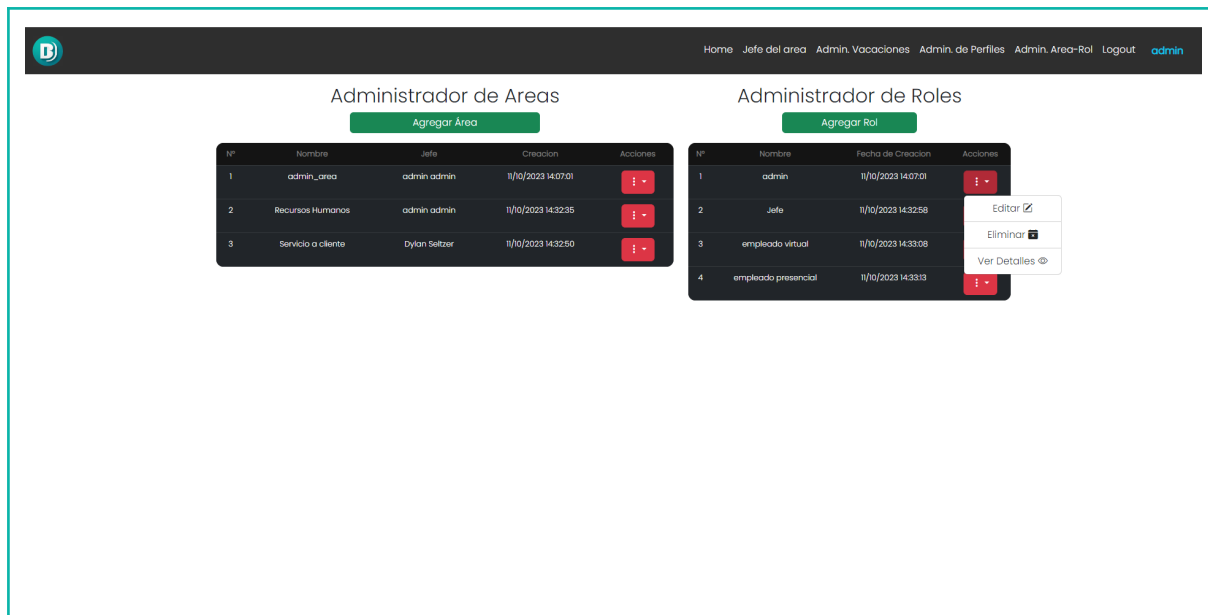 Home Jefe del area Admin. Vacaciones Admin. de Perfiles Admin. Area-Rol Logout admin
Administrador de Areas
Agregar Área
Nº Nombre Jefe Creacion Acciones
1 admin_area admin admin 11/10/2023 14:07:01
2 Recursos Humanos admin admin 11/10/2023 14:32:35
3 Servicio a cliente Dylan Seltzer 11/10/2023 14:32:50
Administrador de Roles
Agregar Rol
Nº Nombre Fecha de Creacion Acciones
1 admin 11/10/2023 14:07:01
2 Jefe 11/10/2023 14:32:58
3 empleado virtual 11/10/2023 14:33:08
4 empleado presencial 11/10/2023 14:33:13
Editar
Eliminar
Ver Detalles